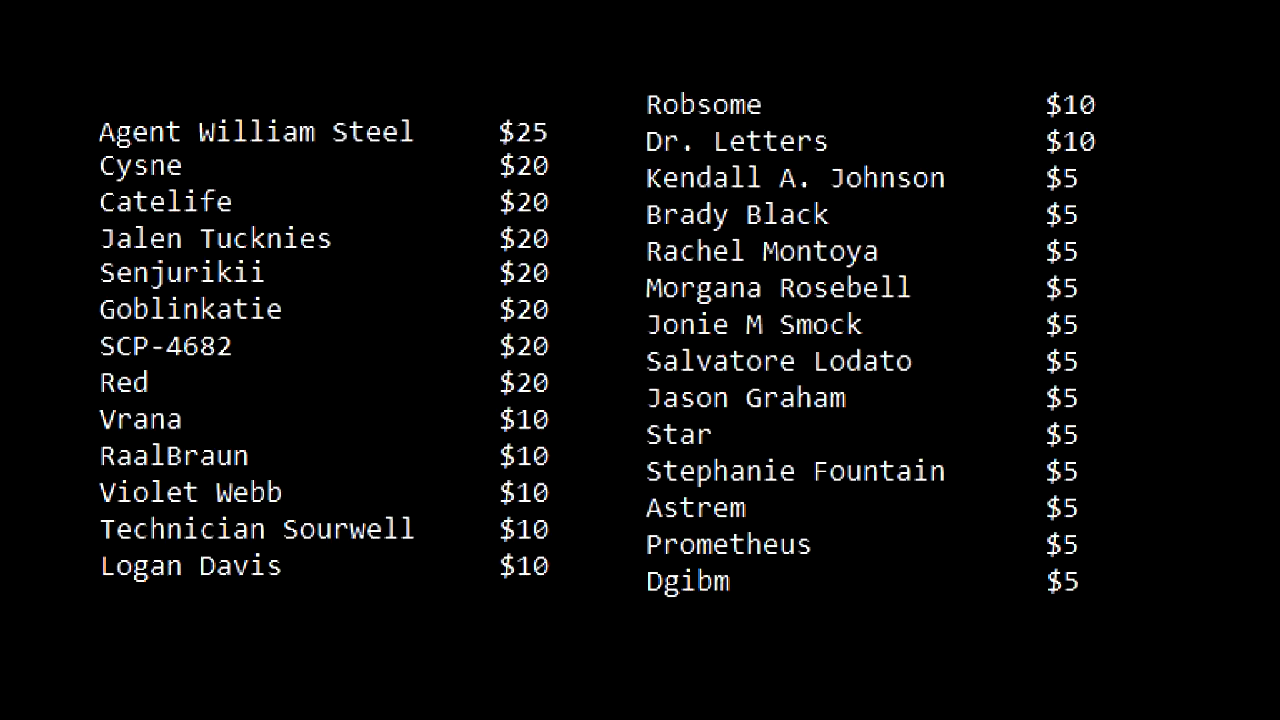 Agent William Steel $25
Cysne $20
Catelife $20
Jalen Tucknies $20
Senjurikii $20
Goblinkatie $20
SCP-4682 $20
Red $20
Vrana $10
RaalBraun $10
Violet Webb $10
Technician Sourwell $10
Logan Davis $10
Robsome $10
Dr. Letters $10
Kendall A. Johnson $5
Brady Black $5
Rachel Montoya $5
Morgana Rosebell $5
Jonie M Smock $5
Salvatore Lodato $5
Jason Graham $5
Star $5
Stephanie Fountain $5
Astrem $5
Prometheus $5
Dgibm $5